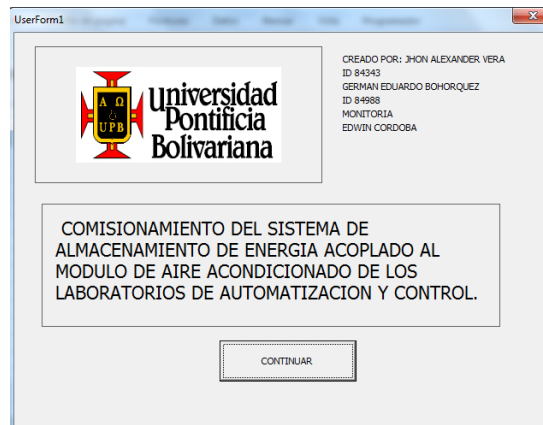 UserForm1
CREADO POR: JHON ALEXANDER VERA
ID 84343
GERMAN EDUARDO BOHORQUEZ
ID 84988
MONITORIA
EDWIN CORDOBA
Α Ω
UPB
Universidad
Pontificia
Bolivariana
COMISIONAMIENTO DEL SISTEMA DE
ALMACENAMIENTO DE ENERGIA ACOPLADO AL
MODULO DE AIRE ACONDICIONADO DE LOS
LABORATORIOS DE AUTOMATIZACION Y CONTROL.
CONTINUAR